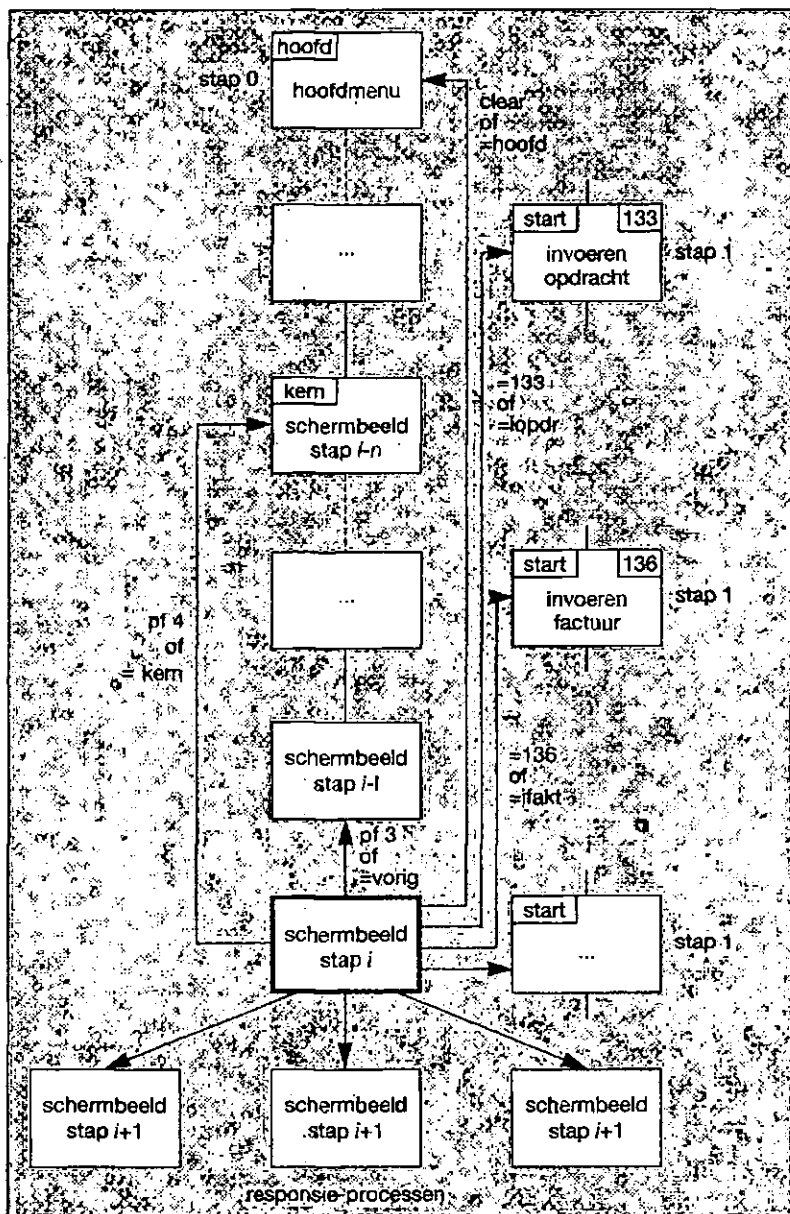 hoofd
stap 0
hoofdmenu
clear
of
=hoofd
...
start
133
invoeren
opdracht
stap 1
=133
of
=iopdr
kern
schermbeeld
stap i-n
...
start
136
invoeren
factuur
stap 1
pf 4
of
= kern
schermbeeld
stap i-l
=136
of
=ifakt
pf 3
of
=vorig
schermbeeld
stap i
start
...
stap 1
schermbeeld
stap i+1
schermbeeld
stap i+1
schermbeeld
stap i+1
responsie-processen